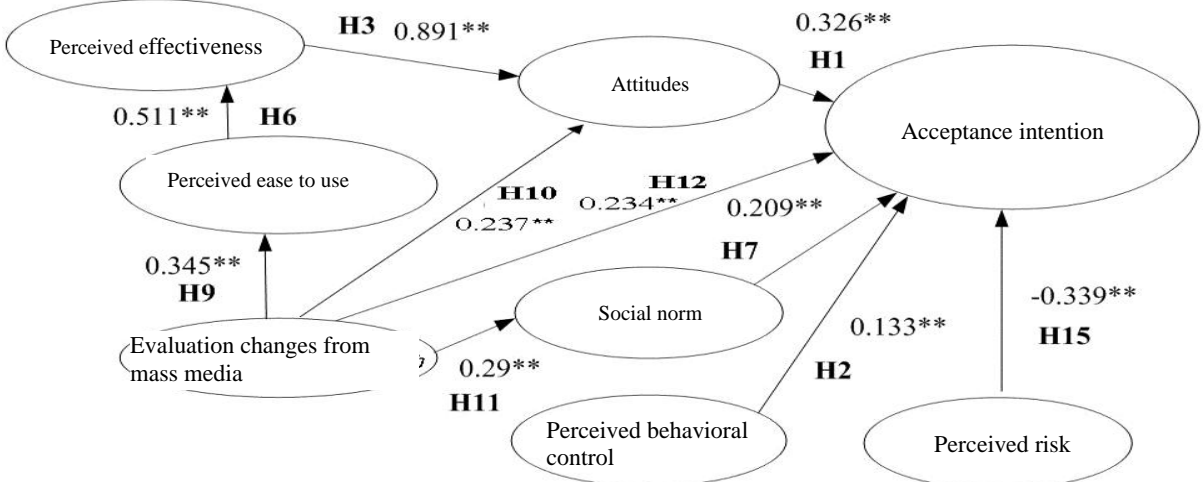 0.326**
H3 0.891**
H1
Perceived effectiveness
Attitudes
0.511** H6
Acceptance intention
Perceived ease to use
H10
H12
0.237**
0.234**
0.209**
H7
0.345**
H9
Social norm
-0.339**
H15
0.133**
H2
Evaluation changes from
mass media
0.29**
H11
Perceived behavioral
control
Perceived risk